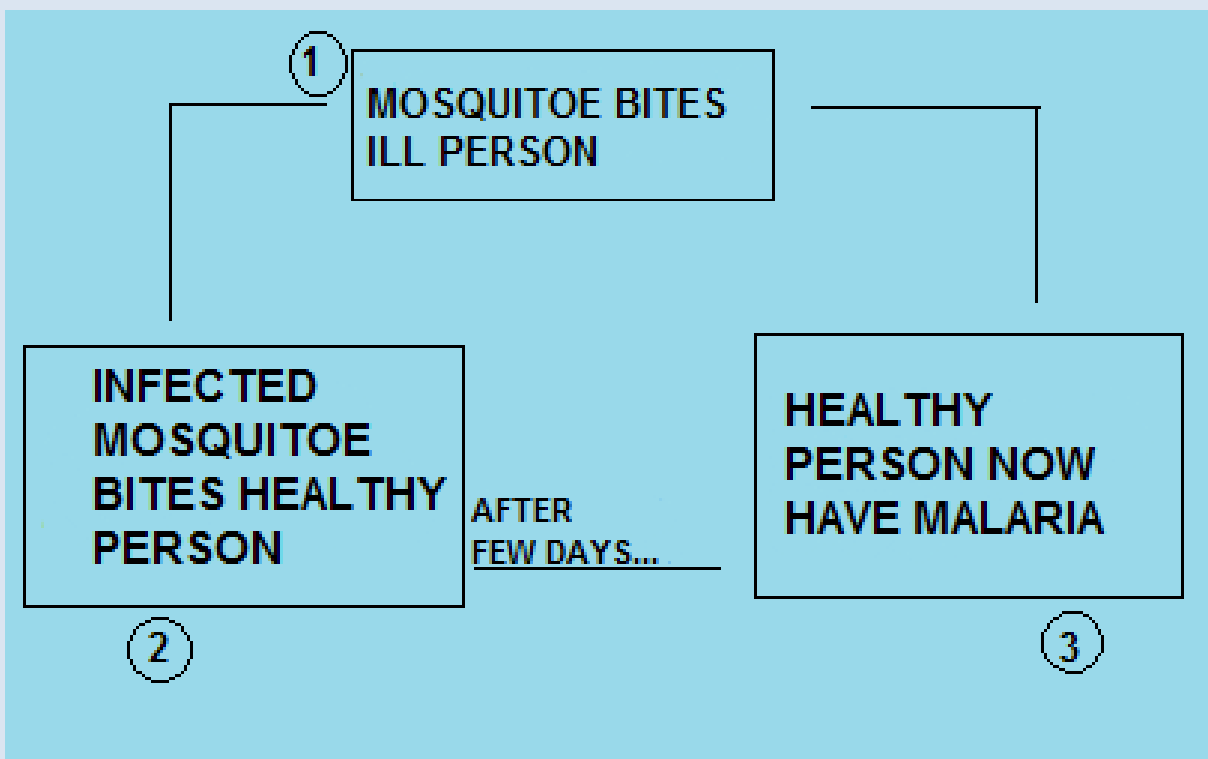 1
MOSQUITOE BITES
ILL PERSON
INFECTED
MOSQUITOE
BITES HEALTHY
PERSON
2
AFTER
FEW DAYS...
HEALTHY
PERSON NOW
HAVE MALARIA
3